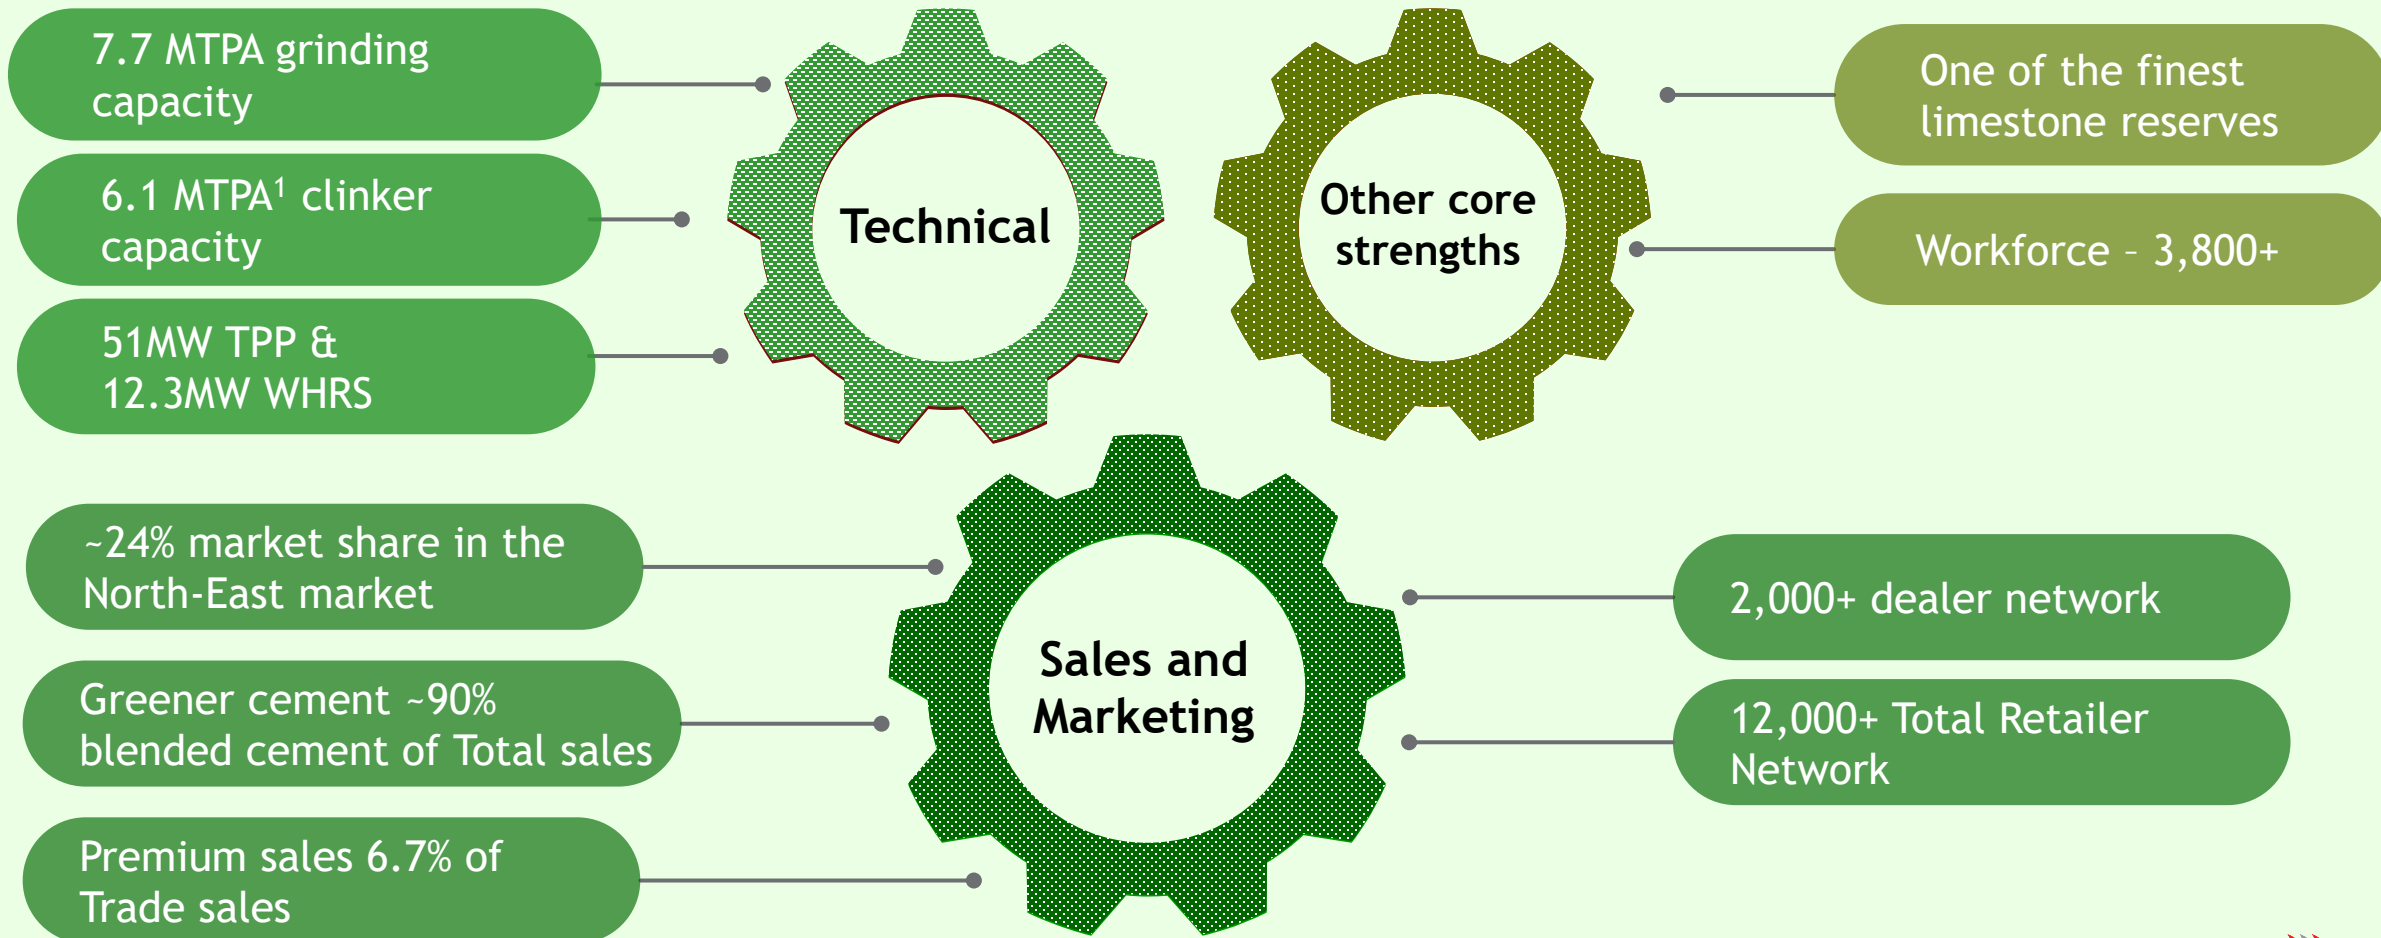 7.7 MTPA grinding
capacity
6.1 MTPA¹ clinker
capacity
51MW TPP &
12.3MW WHRS
Technical
Other core
strengths
One of the finest
limestone reserves
Workforce – 3,800+
~24% market share in the
North-East market
Greener cement ~90%
blended cement of Total sales
Premium sales 6.7% of
Trade sales
Sales and
Marketing
2,000+ dealer network
12,000+ Total Retailer
Network